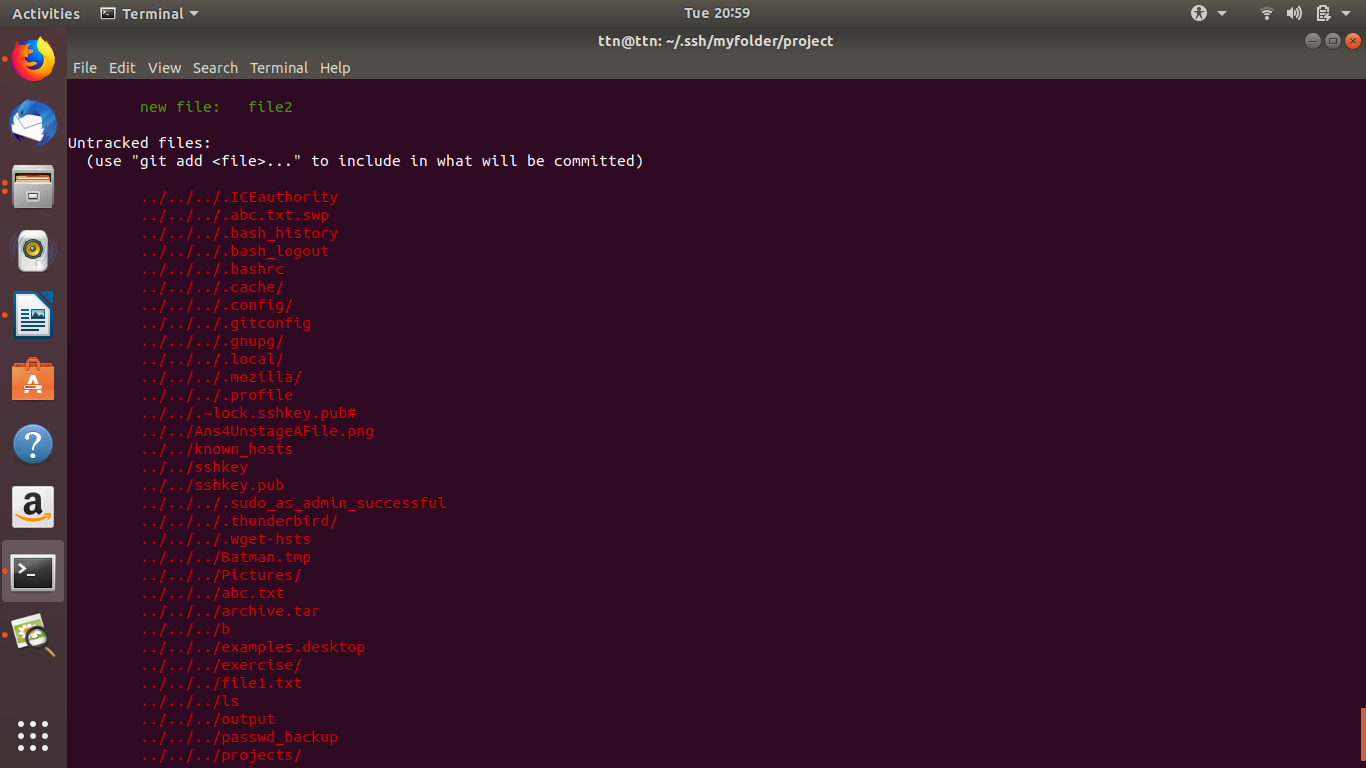 Activities Terminal Tue 20:59
ttn@ttn: ~/.ssh/myfolder/project
File Edit View Search Terminal Help
new file:   file2
Untracked files:
(use "git add <file>..." to include in what will be committed)
../../../.ICEauthority
../../../.abc.txt.swp
../../../.bash_history
../../../.bash_logout
../../../.bashrc
../../../.cache/
../../../.config/
../../../.gitconfig
../../../.gnupg/
../../../.local/
../../../.mozilla/
../../../.profile
../../.~lock.sshkey.pub#
../../Ans4UnstageAFile.png
../../known_hosts
../../sshkey
../../sshkey.pub
../../../.sudo_as_admin_successful
../../../.thunderbird/
../../../.wget-hsts
../../../Batman.tmp
../../../Pictures/
../../../abc.txt
../../../archive.tar
../../../b
../../../examples.desktop
../../../exercise/
../../../file1.txt
../../../ls
../../../output
../../../passwd_backup
../../../projects/